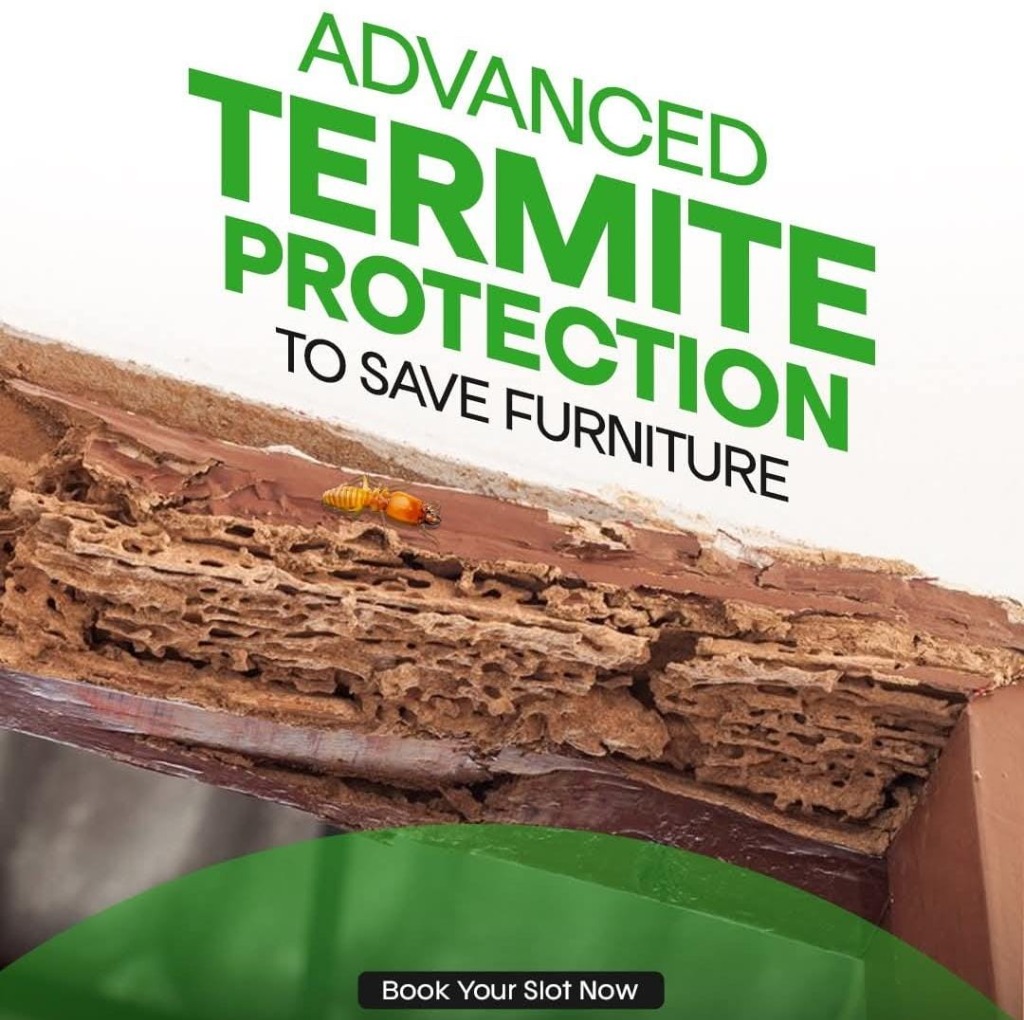 ADVANCED
TERMITE
PROTECTION
TO SAVE FURNITURE
Book Your Slot Now